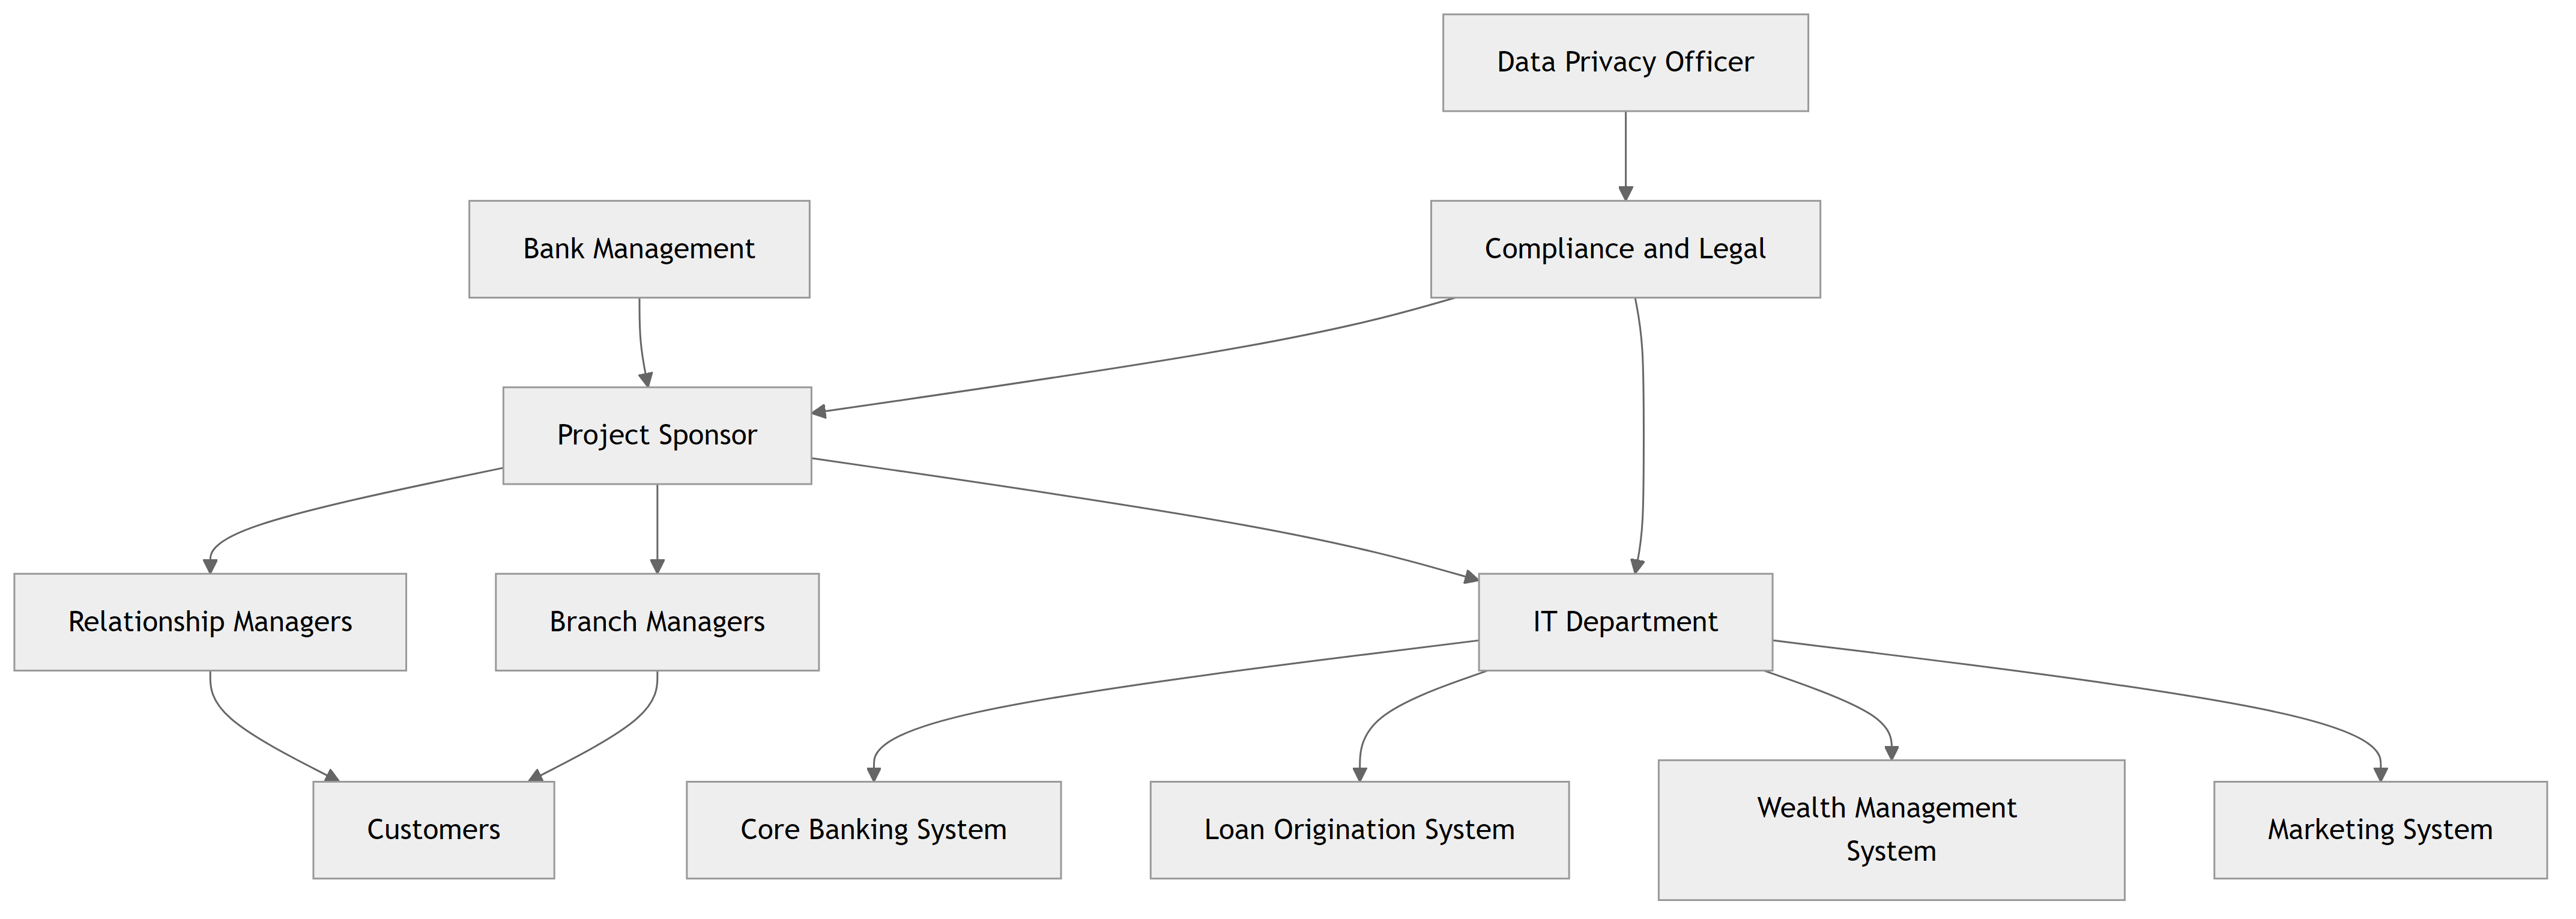 Data Privacy Officer
Bank Management
Compliance and Legal
Project Sponsor
Relationship Managers
Branch Managers
IT Department
Customers
Core Banking System
Loan Origination System
Wealth Management
System
Marketing System